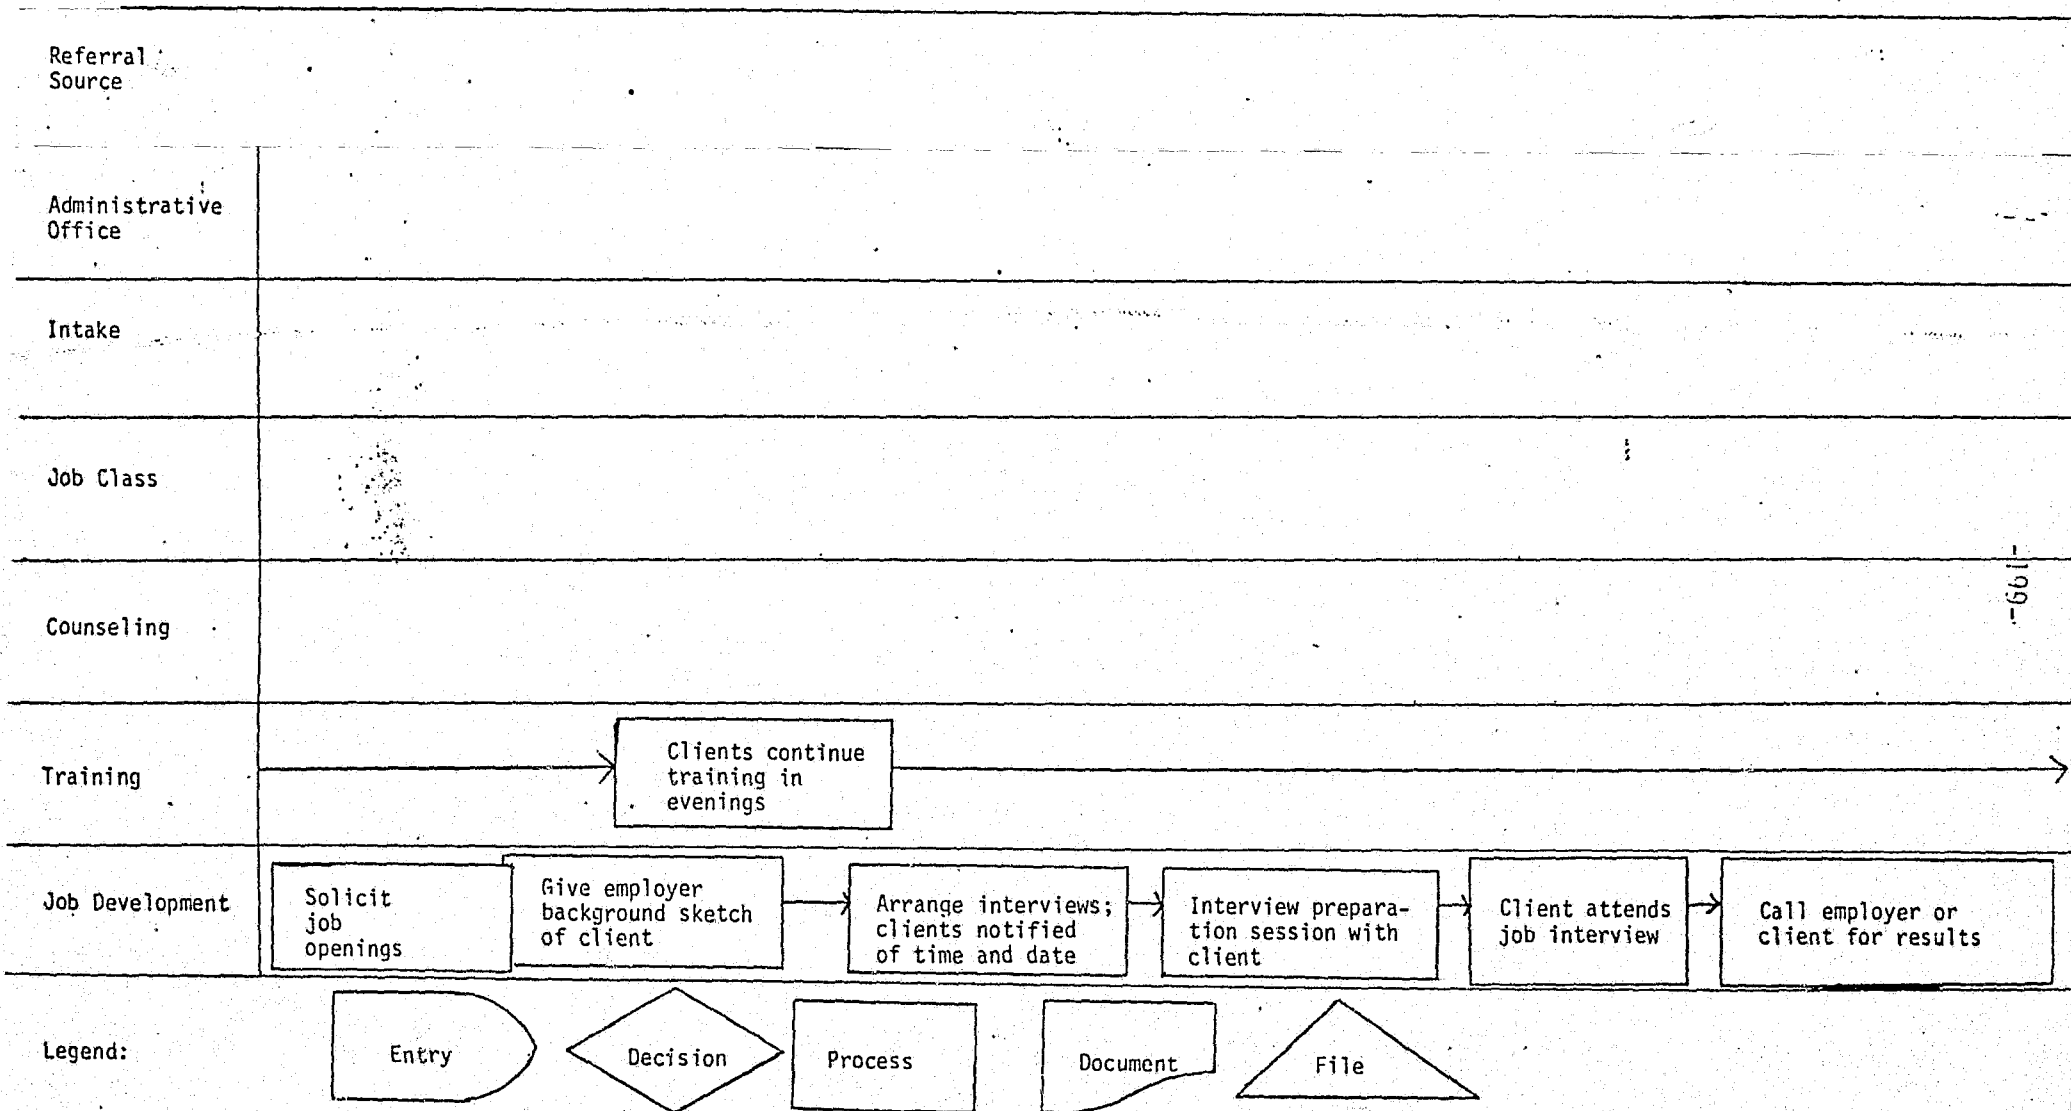 Referral
Source
Administrative
Office
Intake
Job Class
Counseling
-199-
Training
Clients continue
training in
evenings
Job Development
Solicit
job
openings
Give employer
background sketch
of client
Arrange interviews;
clients notified
of time and date
Interview prepara-
tion session with
client
Client attends
job interview
Call employer or
client for results
Legend:
Entry
Decision
Process
Document
File